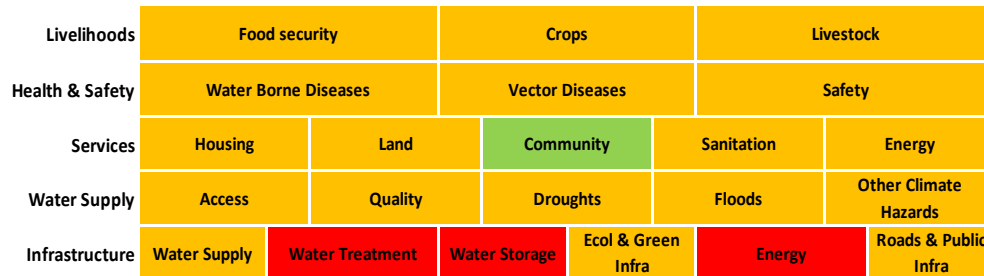 Livelihoods Food security Crops Livestock
Health & Safety Water Borne Diseases Vector Diseases Safety
Services Housing Land Community Sanitation Energy
Water Supply Access Quality Droughts Floods Other Climate
Hazards
Infrastructure Water Supply Water Treatment Water Storage Ecol & Green
Infra Energy Roads & Public
Infra